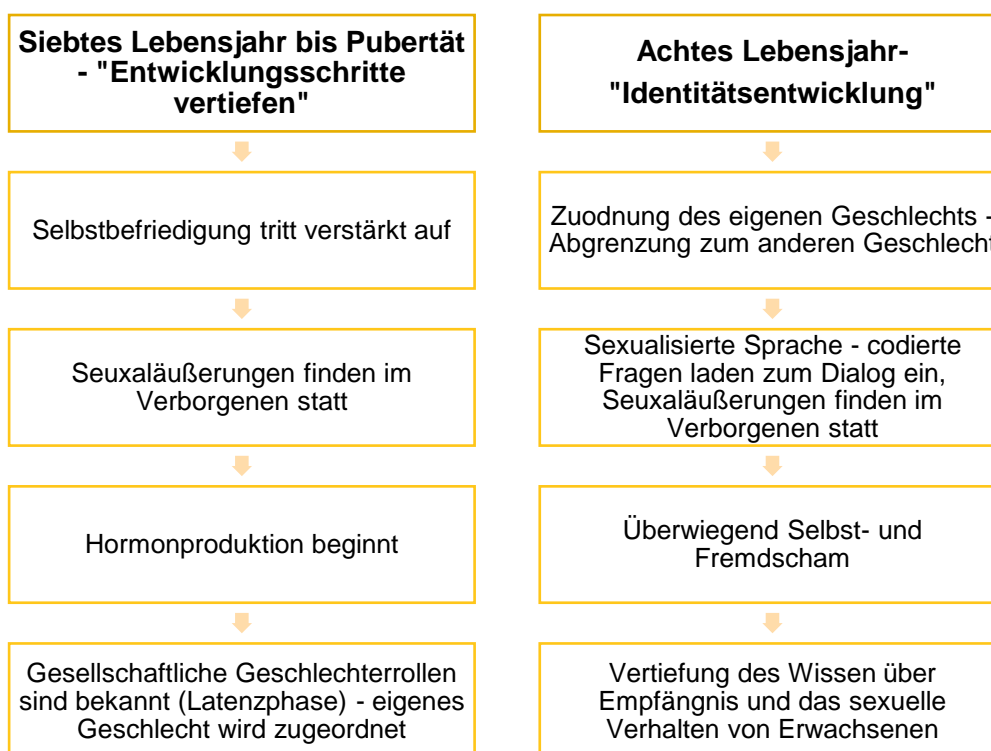 Siebtes Lebensjahr bis Pubertät
- "Entwicklungsschritte
vertiefen"
Selbstbefriedigung tritt verstärkt auf
Seuxaläußerungen finden im
Verborgenen statt
Hormonproduktion beginnt
Gesellschaftliche Geschlechterrollen
sind bekannt (Latenzphase) - eigenes
Geschlecht wird zugeordnet
Achtes Lebensjahr-
"Identitätsentwicklung"
Zuodnung des eigenen Geschlechts -
Abgrenzung zum anderen Geschlecht
Sexualisierte Sprache - codierte
Fragen laden zum Dialog ein,
Seuxaläußerungen finden im
Verborgenen statt
Überwiegend Selbst- und
Fremdscham
Vertiefung des Wissen über
Empfängnis und das sexuelle
Verhalten von Erwachsenen